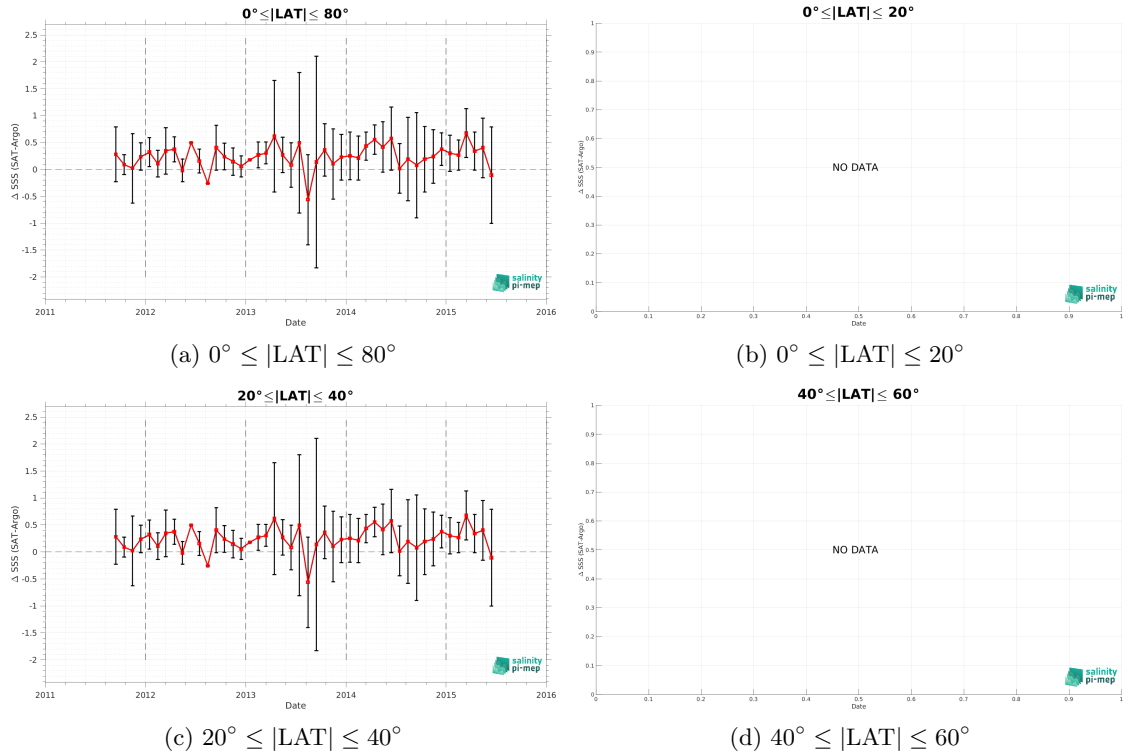 0°≤|LAT|≤ 80°
2.5
2
1.5
1
0.5
0
-0.5
-1
-1.5
-2
Δ SSS (SAT-Argo)
salinity
pi-mep
2011 2012 2013 2014 2015 2016
Date
(a) 0° ≤ |LAT| ≤ 80°
0°≤|LAT|≤ 20°
1
0.9
0.8
0.7
0.6
0.5
0.4
0.3
0.2
0.1
0
Δ SSS (SAT-Argo)
NO DATA
salinity
pi-mep
0 0.1 0.2 0.3 0.4 0.5 0.6 0.7 0.8 0.9 1
Date
(b) 0° ≤ |LAT| ≤ 20°
20°≤|LAT|≤ 40°
2.5
2
1.5
1
0.5
0
-0.5
-1
-1.5
-2
Δ SSS (SAT-Argo)
salinity
pi-mep
2011 2012 2013 2014 2015 2016
Date
(c) 20° ≤ |LAT| ≤ 40°
40°≤|LAT|≤ 60°
1
0.9
0.8
0.7
0.6
0.5
0.4
0.3
0.2
0.1
0
Δ SSS (SAT-Argo)
NO DATA
salinity
pi-mep
0 0.1 0.2 0.3 0.4 0.5 0.6 0.7 0.8 0.9 1
Date
(d) 40° ≤ |LAT| ≤ 60°